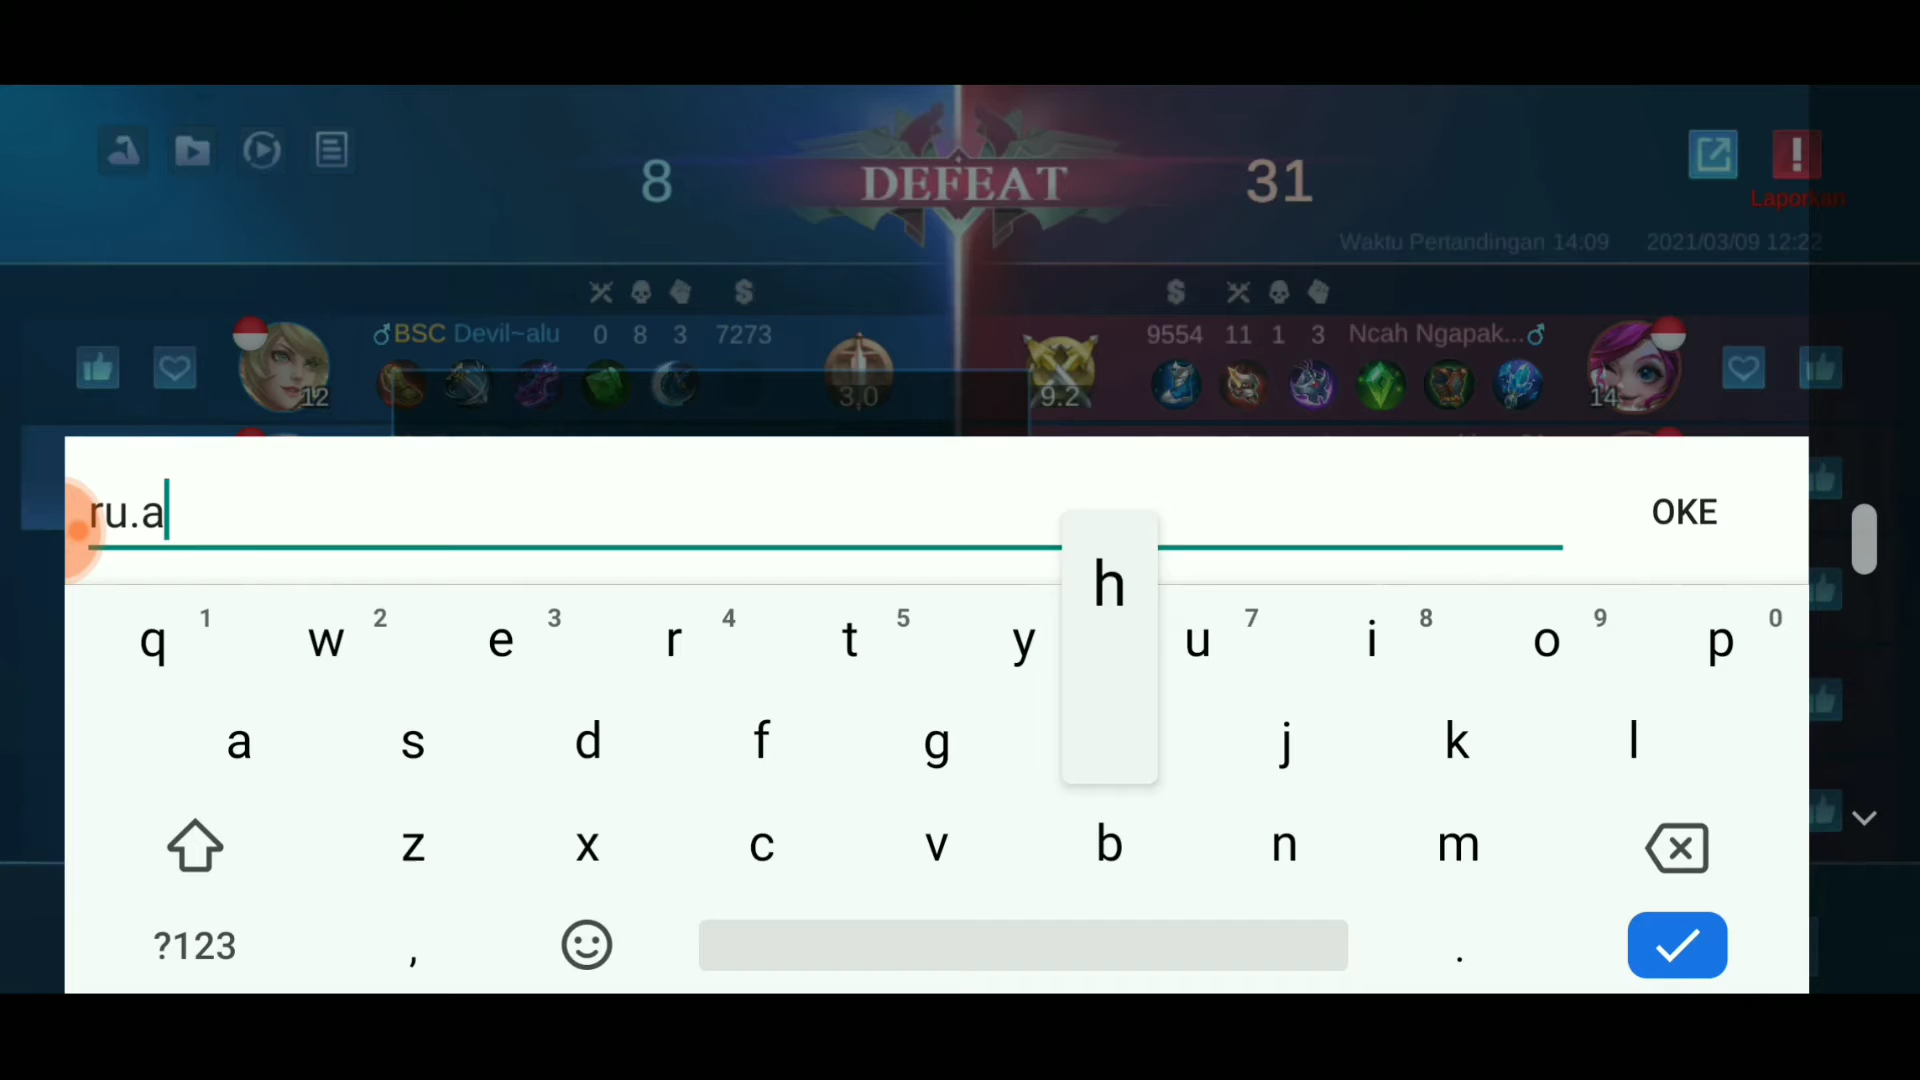 8 DEFEAT 31
Laporkan
Waktu Pertandingan 14:09 2021/03/09 12:22
BSC Devil~alu 0 8 3 7273
12
3,0
9554 11 1 3 Ncah Ngapak...
9.2
14
ru.a
OKE
h
q 1 w 2 e 3 r 4 t 5 y u 7 i 8 o 9 p 0
a s d f g j k l
z x c v b n m
?123 , .